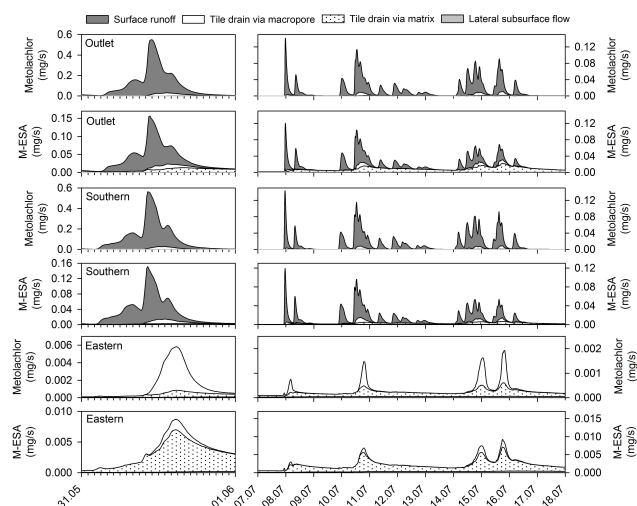 Surface runoff Tile drain via macropore Tile drain via matrix Lateral subsurface flow
Metolachlor (mg/s)
0.6
0.4
0.2
0.0
Outlet
0.12
0.08
0.04
0.00
Metolachlor (mg/s)
M-ESA (mg/s)
0.15
0.10
0.05
0.00
Outlet
0.12
0.08
0.04
0.00
M-ESA (mg/s)
Metolachlor (mg/s)
0.6
0.4
0.2
0.0
Southern
0.12
0.08
0.04
0.00
Metolachlor (mg/s)
M-ESA (mg/s)
0.16
0.12
0.08
0.04
0.00
Southern
0.12
0.08
0.04
0.00
M-ESA (mg/s)
Metolachlor (mg/s)
0.006
0.004
0.002
0.000
Eastern
0.002
0.001
0.000
Metolachlor (mg/s)
M-ESA (mg/s)
0.010
0.005
0.000
Eastern
0.015
0.010
0.005
0.000
M-ESA (mg/s)
31.05 01.06 07.07 08.07 09.07 10.07 11.07 12.07 13.07 14.07 15.07 16.07 17.07 18.07